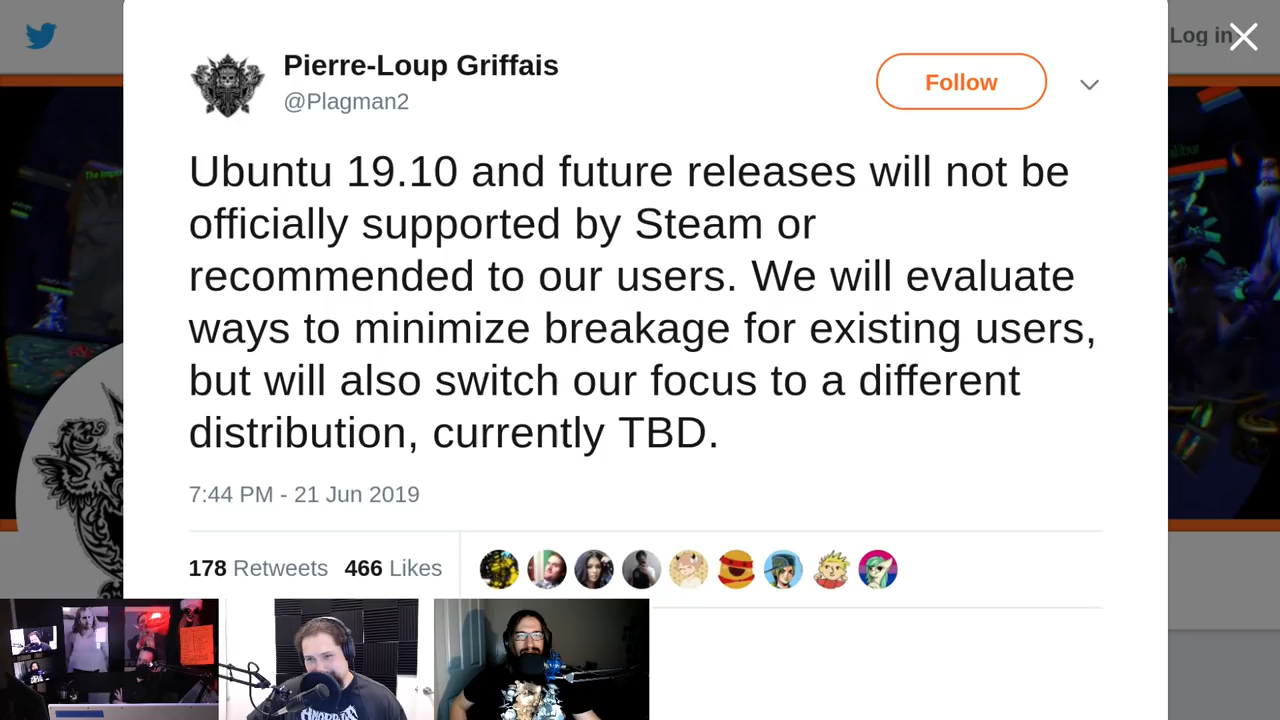 Log in
Pierre-Loup Griffais
@Plagman2
Follow
Ubuntu 19.10 and future releases will not be
officially supported by Steam or
recommended to our users. We will evaluate
ways to minimize breakage for existing users,
but will also switch our focus to a different
distribution, currently TBD.
7:44 PM - 21 Jun 2019
178 Retweets 466 Likes